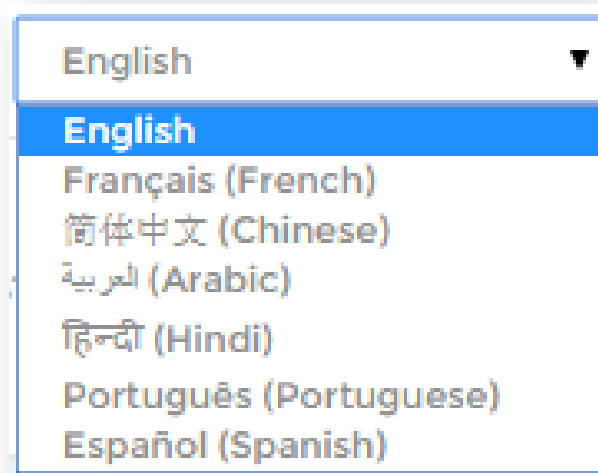 English
English
Français (French)
简体中文 (Chinese)
العربية (Arabic)
हिन्दी (Hindi)
Português (Portuguese)
Español (Spanish)